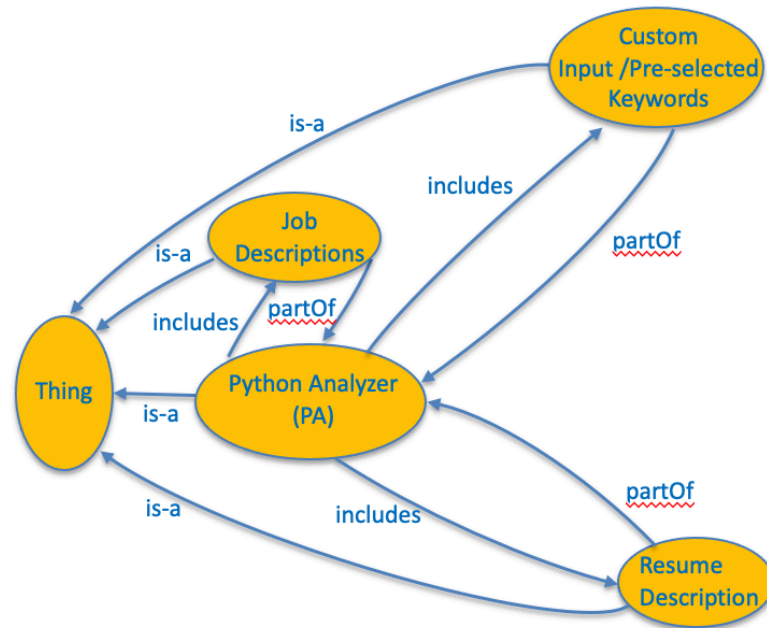 Custom
Input /Pre-selected
Keywords
is-a
includes
Job
Descriptions
is-a
partOf
includes
partOf
Thing
Python Analyzer
(PA)
is-a
partOf
is-a
includes
Resume
Description